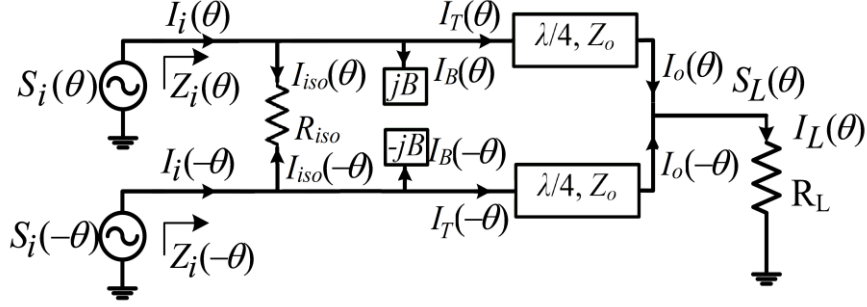 I_i(θ)
I_T(θ)
λ/4, Z_o
S_i(θ)
Z_i(θ)
I_iso(θ)
jB
I_B(θ)
I_o(θ)
S_L(θ)
R_iso
I_L(θ)
I_i(-θ)
I_iso(-θ)
-jB
I_B(-θ)
I_o(-θ)
λ/4, Z_o
R_L
S_i(-θ)
Z_i(-θ)
I_T(-θ)